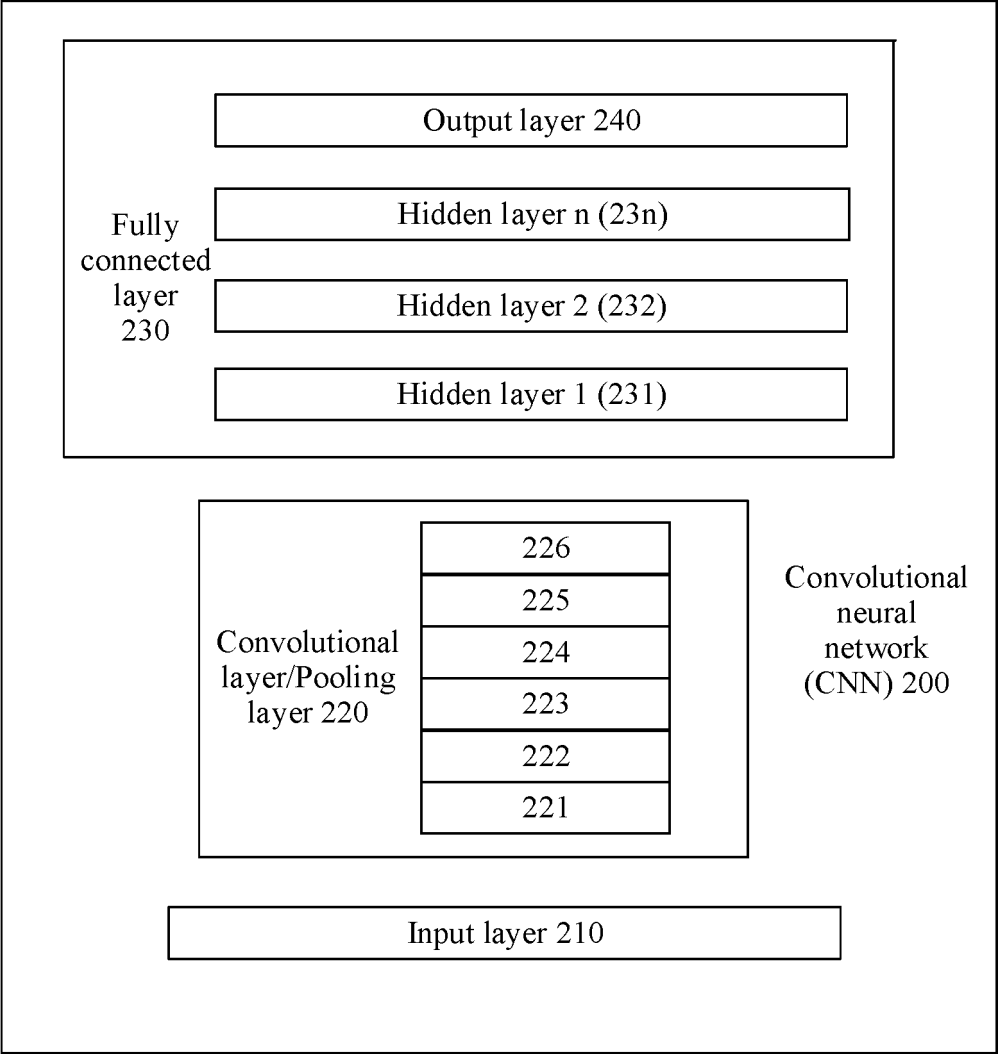 Output layer 240
Hidden layer n (23n)
Fully
connected
layer
230
Hidden layer 2 (232)
Hidden layer 1 (231)
226
225
224
223
222
221
Convolutional
layer/Pooling
layer 220
Convolutional
neural
network
(CNN) 200
Input layer 210